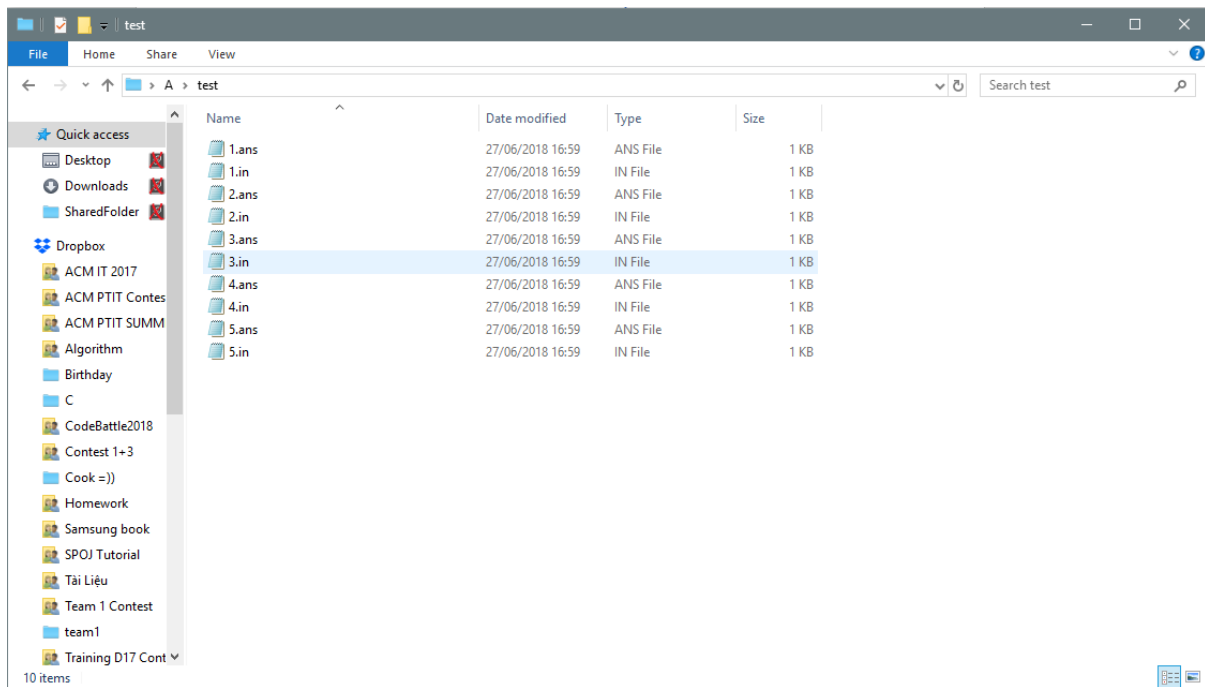 test
File Home Share View
A test Search test
Name Date modified Type Size
Quick access
Desktop
Downloads
SharedFolder
Dropbox
ACM IT 2017
ACM PTIT Contes
ACM PTIT SUMM
Algorithm
Birthday
C
CodeBattle2018
Contest 1+3
Cook =))
Homework
Samsung book
SPOJ Tutorial
Tài Liệu
Team 1 Contest
team1
Training D17 Cont
1.ans 27/06/2018 16:59 ANS File 1 KB
1.in 27/06/2018 16:59 IN File 1 KB
2.ans 27/06/2018 16:59 ANS File 1 KB
2.in 27/06/2018 16:59 IN File 1 KB
3.ans 27/06/2018 16:59 ANS File 1 KB
3.in 27/06/2018 16:59 IN File 1 KB
4.ans 27/06/2018 16:59 ANS File 1 KB
4.in 27/06/2018 16:59 IN File 1 KB
5.ans 27/06/2018 16:59 ANS File 1 KB
5.in 27/06/2018 16:59 IN File 1 KB
10 items